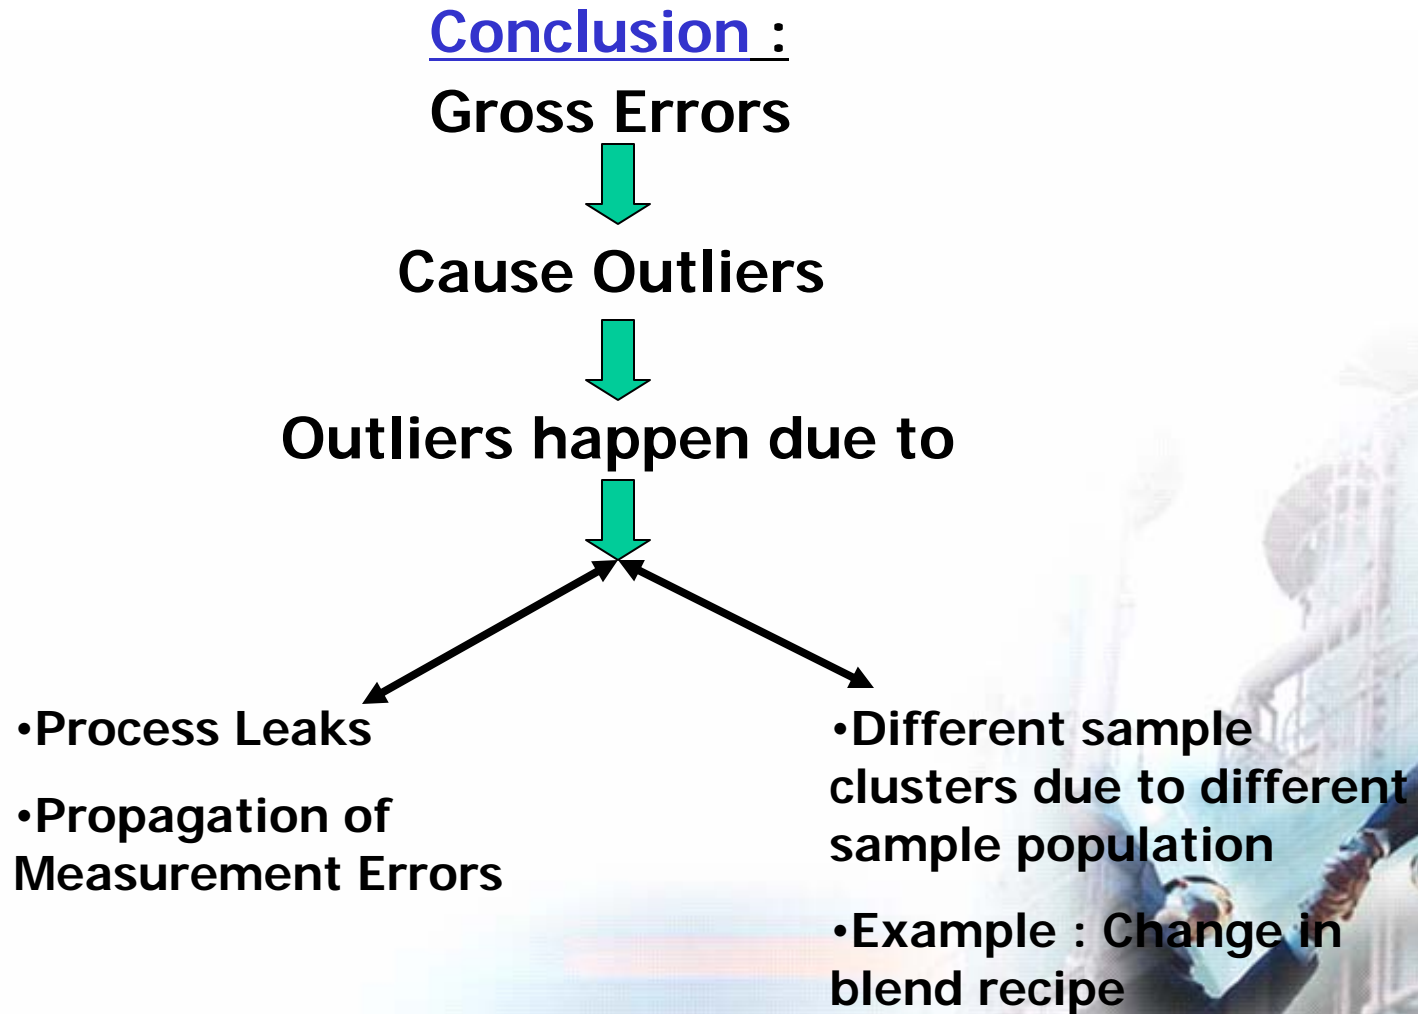 Conclusion :
Gross Errors
Cause Outliers
Outliers happen due to
•Process Leaks
•Propagation of
Measurement Errors
•Different sample
clusters due to different
sample population
•Example : Change in
blend recipe